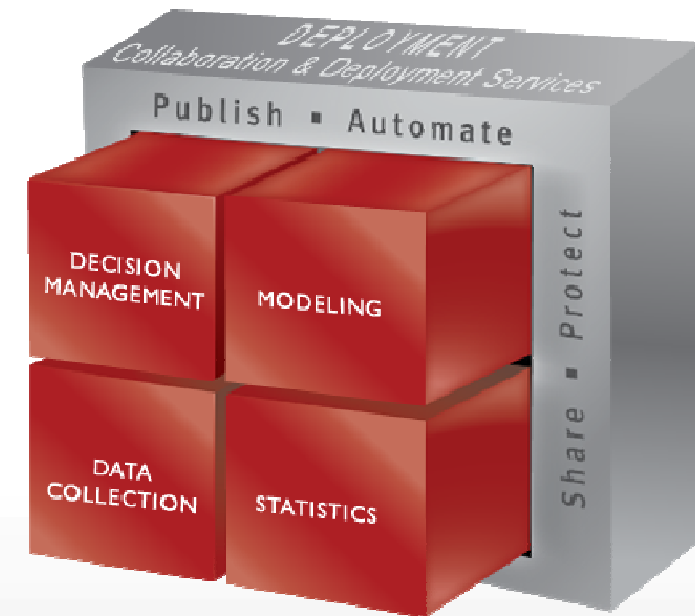 DEPLOYMENT
Collaboration & Deployment Services
Publish ▪ Automate
Share ▪ Protect
DECISION
MANAGEMENT
MODELING
DATA
COLLECTION
STATISTICS